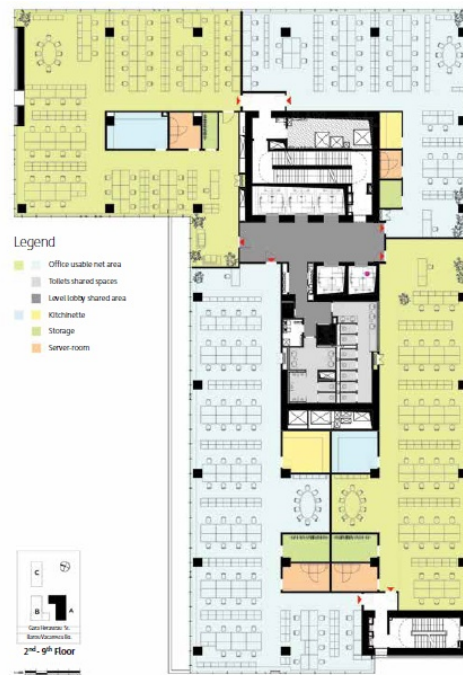 Legend
Office usable net area
Toilets shared spaces
Level lobby shared area
Kitchinette
Storage
Server-room
C
B
A
2nd - 9th Floor